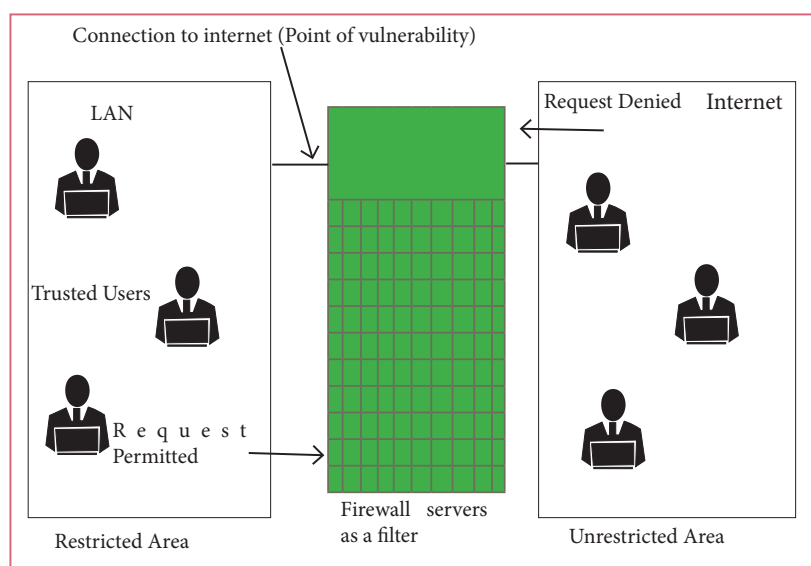 Connection to internet (Point of vulnerability)
LAN
Trusted Users
Request
Permitted
Restricted Area
Firewall servers
as a filter
Request Denied
Internet
Unrestricted Area